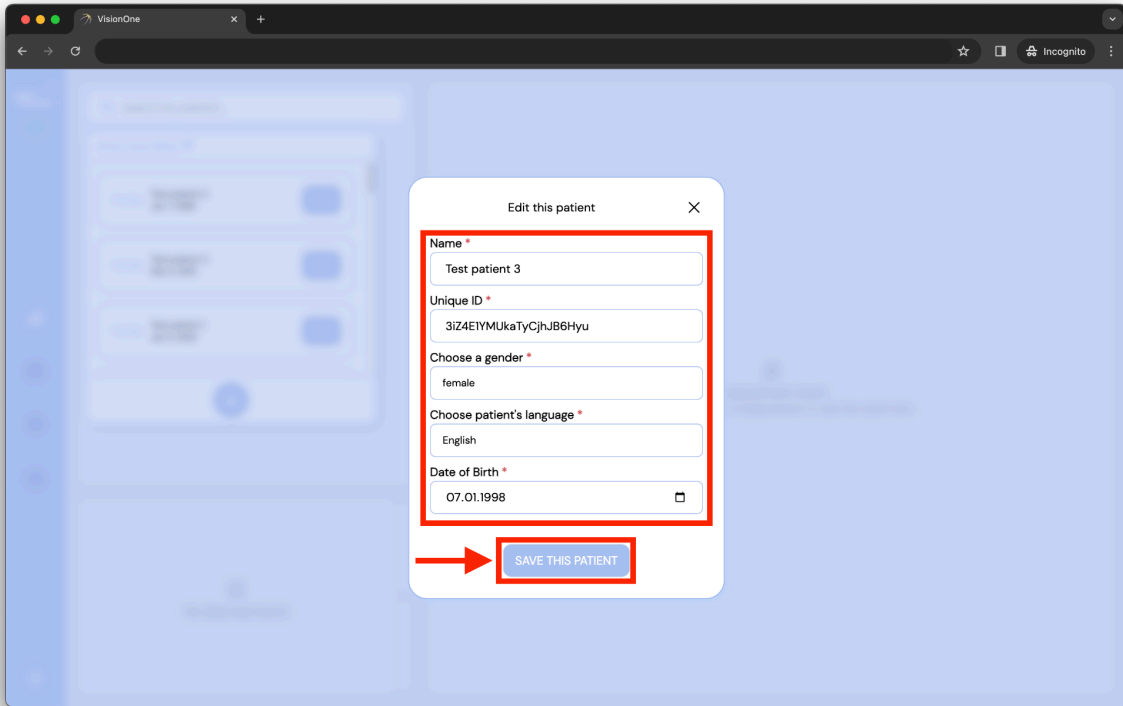 VisionOne
Incognito
Edit this patient
Name *
Test patient 3
Unique ID *
3iZ4E1YMUkaTyCjhJB6Hyu
Choose a gender *
female
Choose patient's language *
English
Date of Birth *
07.01.1998
SAVE THIS PATIENT